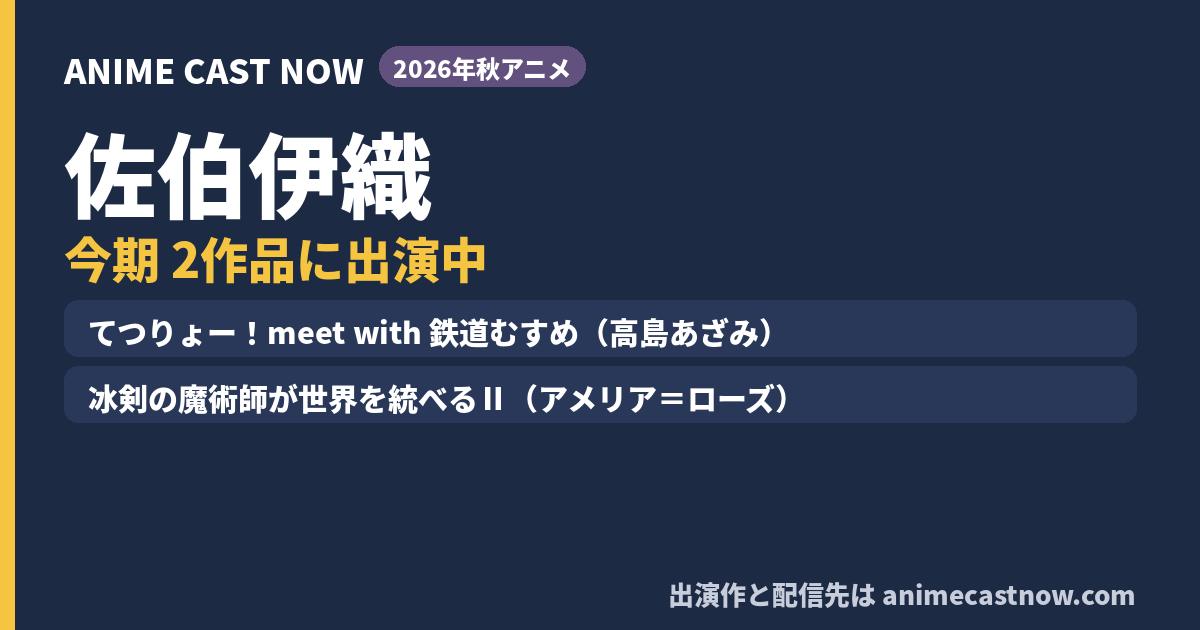 ANIME CAST NOW 2026年秋アニメ
佐伯伊織
今期 2作品に出演中
てつりょー！meet with 鉄道むすめ（高島あざみ）
冰剣の魔術師が世界を統べるⅡ（アメリア＝ローズ）
出演作と配信先は animecastnow.com